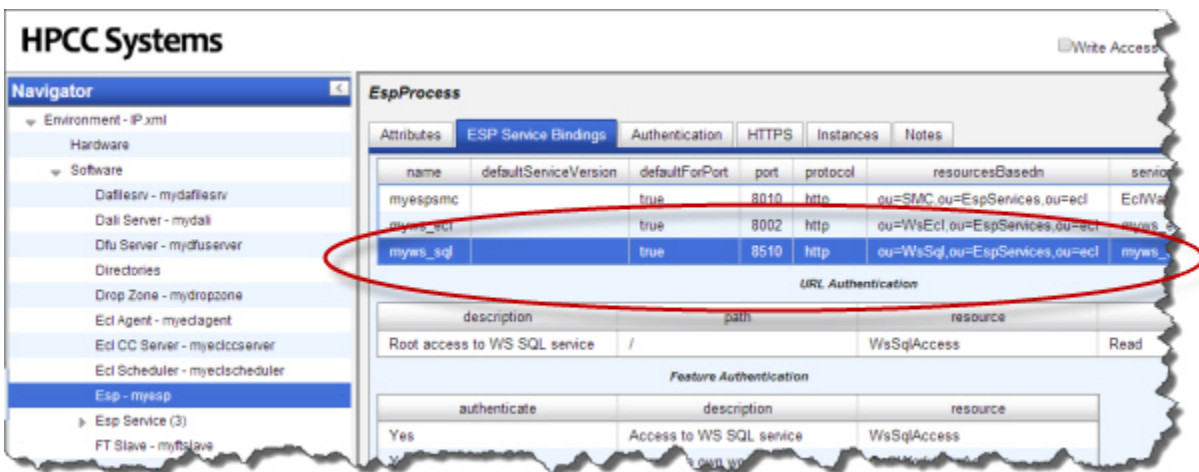 HPCC Systems
Write Access
Navigator
Environment - IP.xml
Hardware
Software
Dafilesrv - mydafilesrv
Dali Server - mydali
Dfu Server - mydfuserver
Directories
Drop Zone - mydropzone
Ecl Agent - myeclagent
Ecl CC Server - myeclccserver
Ecl Scheduler - myeclscheduler
Esp - myesp
Esp Service (3)
FT Slave - myftslave
EspProcess
Attributes ESP Service Bindings Authentication HTTPS Instances Notes
name defaultServiceVersion defaultForPort port protocol resourcesBasedn
myespsmc true 8010 http ou=SMC,ou=EspServices,ou=ecl
myws_ecl true 8002 http ou=WsEcl,ou=EspServices,ou=ecl
myws_sql true 8510 http ou=WsSql,ou=EspServices,ou=ecl
URL Authentication
description path resource
Root access to WS SQL service / WsSqlAccess Read
Feature Authentication
authenticate description resource
Yes Access to WS SQL service WsSqlAccess